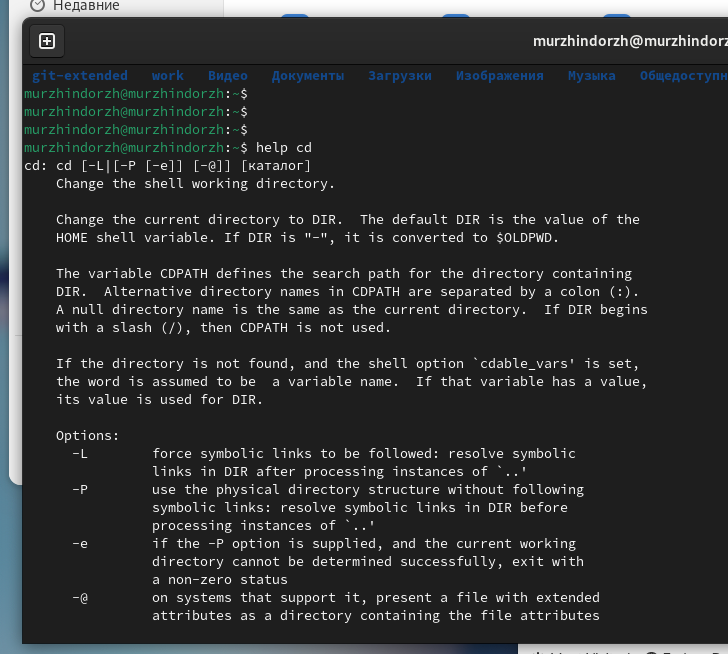 Недавние
murzhindorzh@murzhindorz
git-extended work Видео Документы Загрузки Изображения Музыка Общедоступн
murzhindorzh@murzhindorzh:~$
murzhindorzh@murzhindorzh:~$
murzhindorzh@murzhindorzh:~$
murzhindorzh@murzhindorzh:~$ help cd
cd: cd [-L|[-P [-e]] [-@]] [каталог]
Change the shell working directory.
Change the current directory to DIR.  The default DIR is the value of the
HOME shell variable. If DIR is "-", it is converted to $OLDPWD.
The variable CDPATH defines the search path for the directory containing
DIR.  Alternative directory names in CDPATH are separated by a colon (:).
A null directory name is the same as the current directory.  If DIR begins
with a slash (/), then CDPATH is not used.
If the directory is not found, and the shell option `cdable_vars' is set,
the word is assumed to be  a variable name.  If that variable has a value,
its value is used for DIR.
Options:
-L        force symbolic links to be followed: resolve symbolic
links in DIR after processing instances of `..'
-P        use the physical directory structure without following
symbolic links: resolve symbolic links in DIR before
processing instances of `..'
-e        if the -P option is supplied, and the current working
directory cannot be determined successfully, exit with
a non-zero status
-@        on systems that support it, present a file with extended
attributes as a directory containing the file attributes